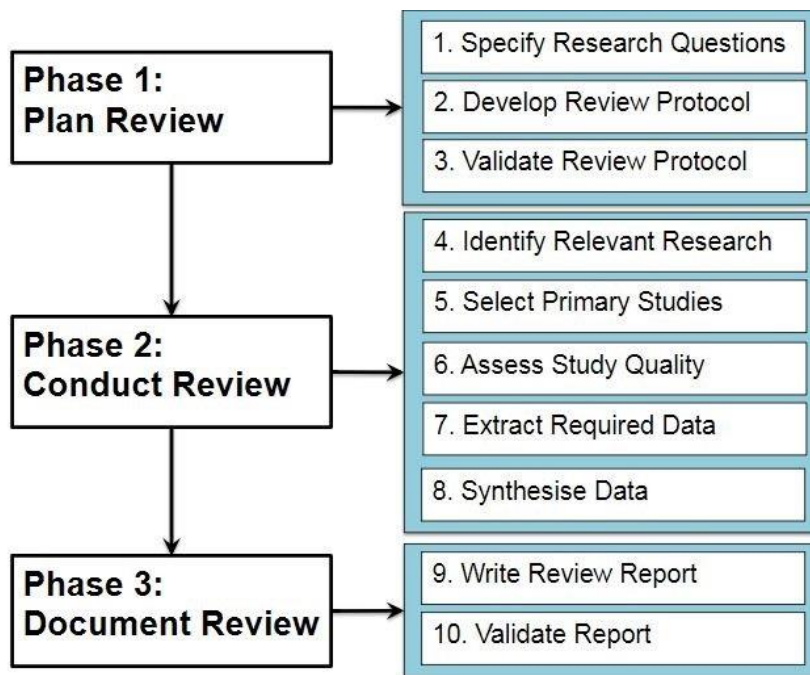 Phase 1:
Plan Review
1. Specify Research Questions
2. Develop Review Protocol
3. Validate Review Protocol
Phase 2:
Conduct Review
4. Identify Relevant Research
5. Select Primary Studies
6. Assess Study Quality
7. Extract Required Data
8. Synthesise Data
Phase 3:
Document Review
9. Write Review Report
10. Validate Report